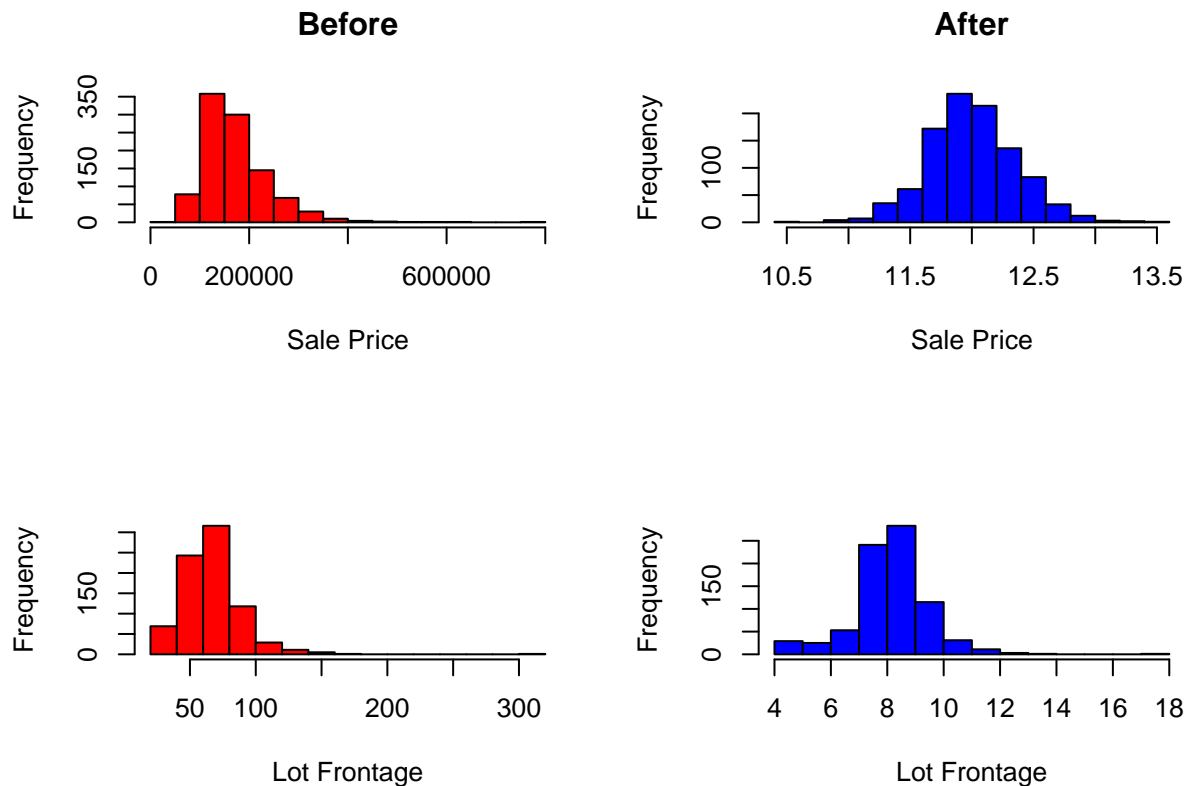 Before
Frequency
0 150 350
0 200000 600000
Sale Price
After
Frequency
0 100
10.5 11.5 12.5 13.5
Sale Price
Frequency
0 150
50 100 200 300
Lot Frontage
Frequency
0 150
4 6 8 10 12 14 16 18
Lot Frontage